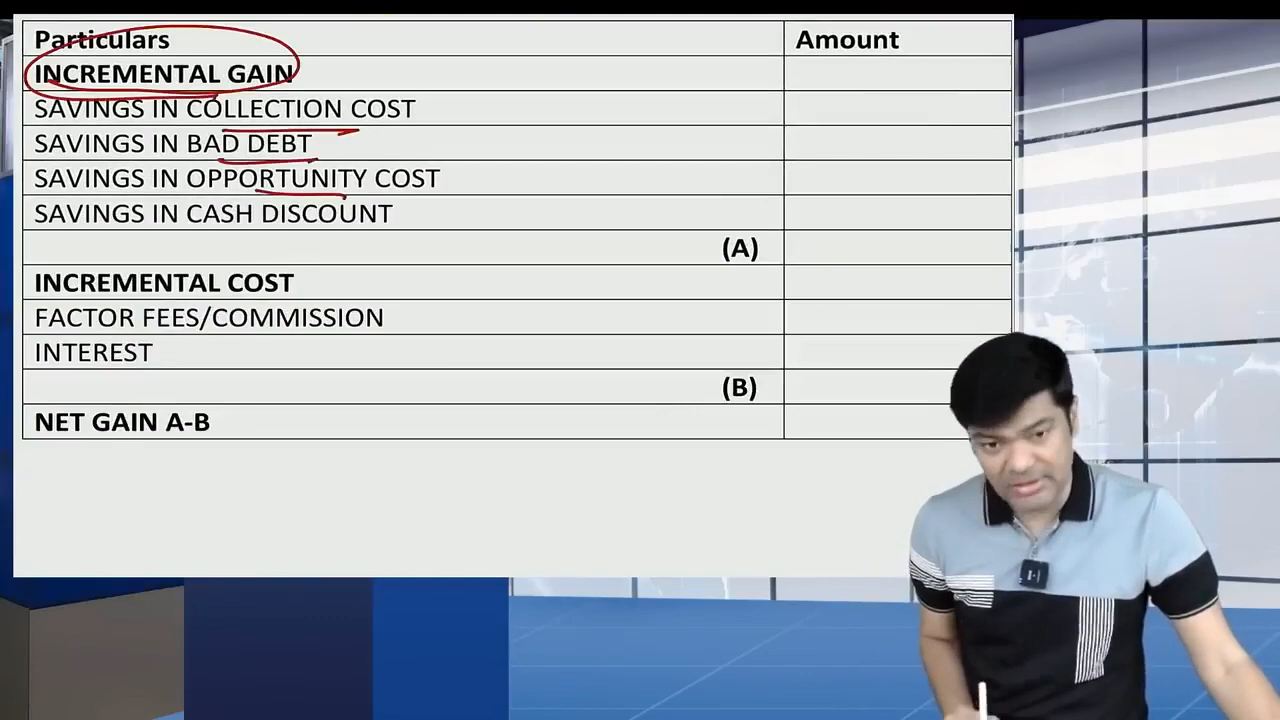 Particulars Amount
INCREMENTAL GAIN
SAVINGS IN COLLECTION COST
SAVINGS IN BAD DEBT
SAVINGS IN OPPORTUNITY COST
SAVINGS IN CASH DISCOUNT
(A)
INCREMENTAL COST
FACTOR FEES/COMMISSION
INTEREST
(B)
NET GAIN A-B